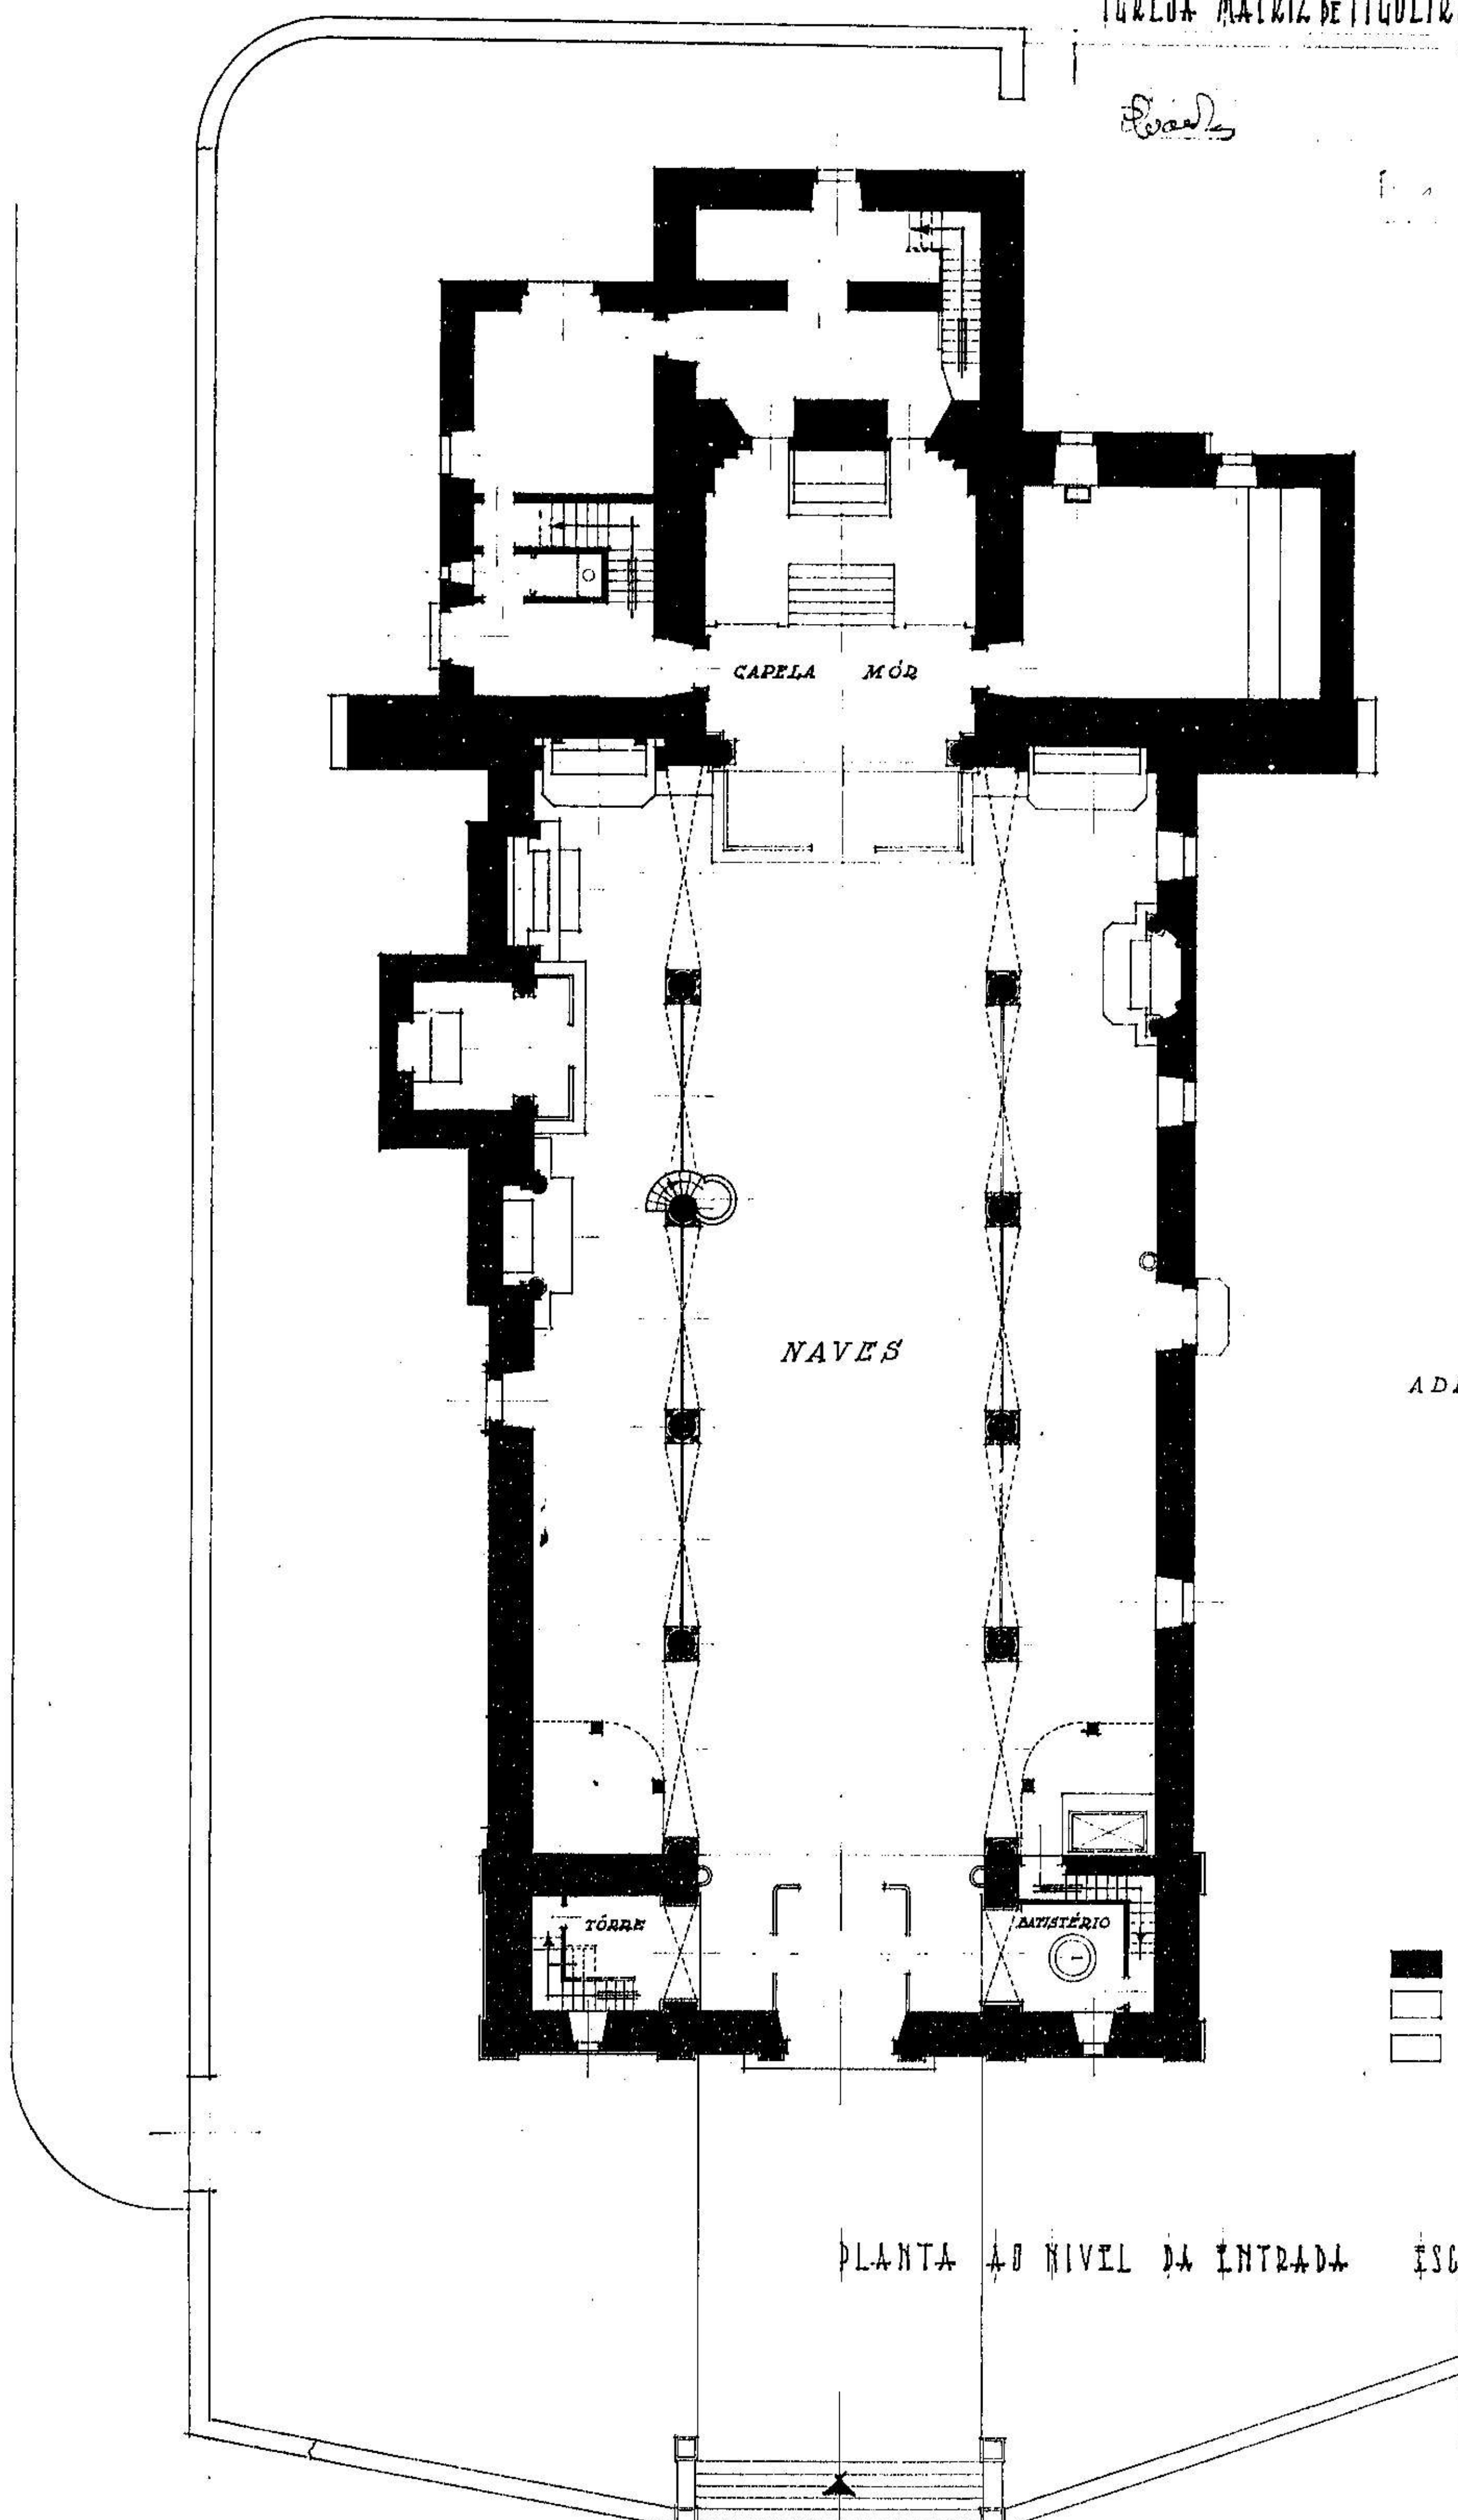 IGREJA MATRIZ DE FIGUEIR
CAPELA MÓR
NAVES
AD
TÔRRE
BATISTÉRIO
PLANTA AO NIVEL DA ENTRADA ESC